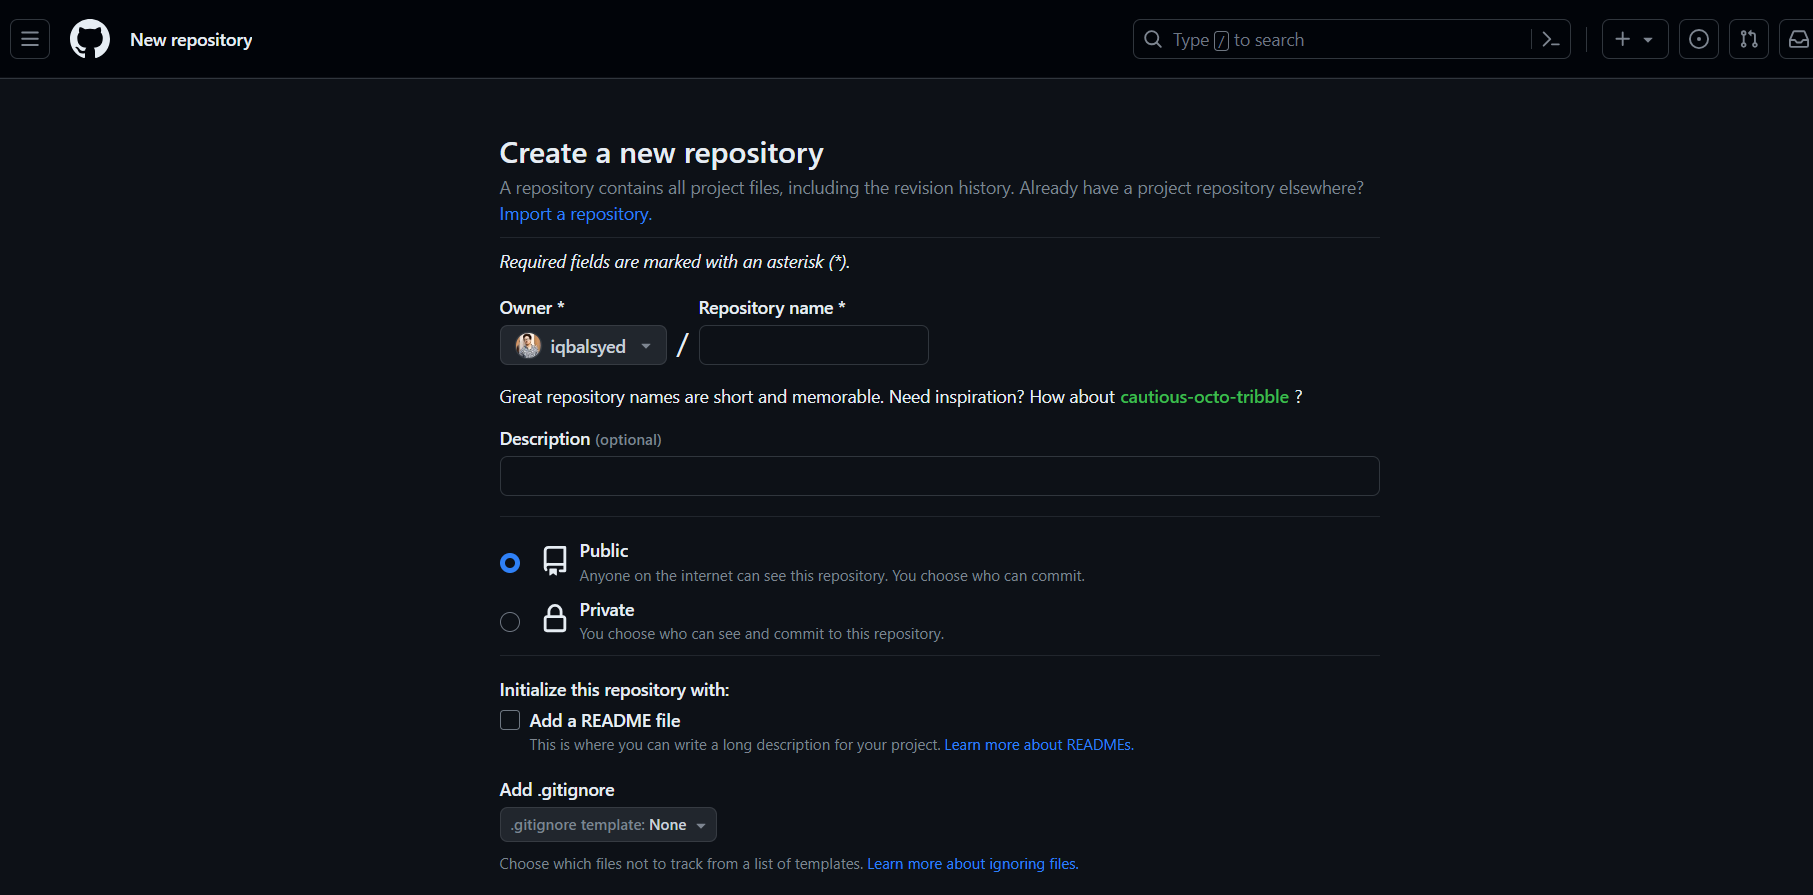 New repository
Type / to search
Create a new repository
A repository contains all project files, including the revision history. Already have a project repository elsewhere?
Import a repository.
Required fields are marked with an asterisk (*).
Owner * Repository name *
iqbalsyed /
Great repository names are short and memorable. Need inspiration? How about cautious-octo-tribble ?
Description (optional)
Public
Anyone on the internet can see this repository. You choose who can commit.
Private
You choose who can see and commit to this repository.
Initialize this repository with:
Add a README file
This is where you can write a long description for your project. Learn more about READMEs.
Add .gitignore
.gitignore template: None
Choose which files not to track from a list of templates. Learn more about ignoring files.